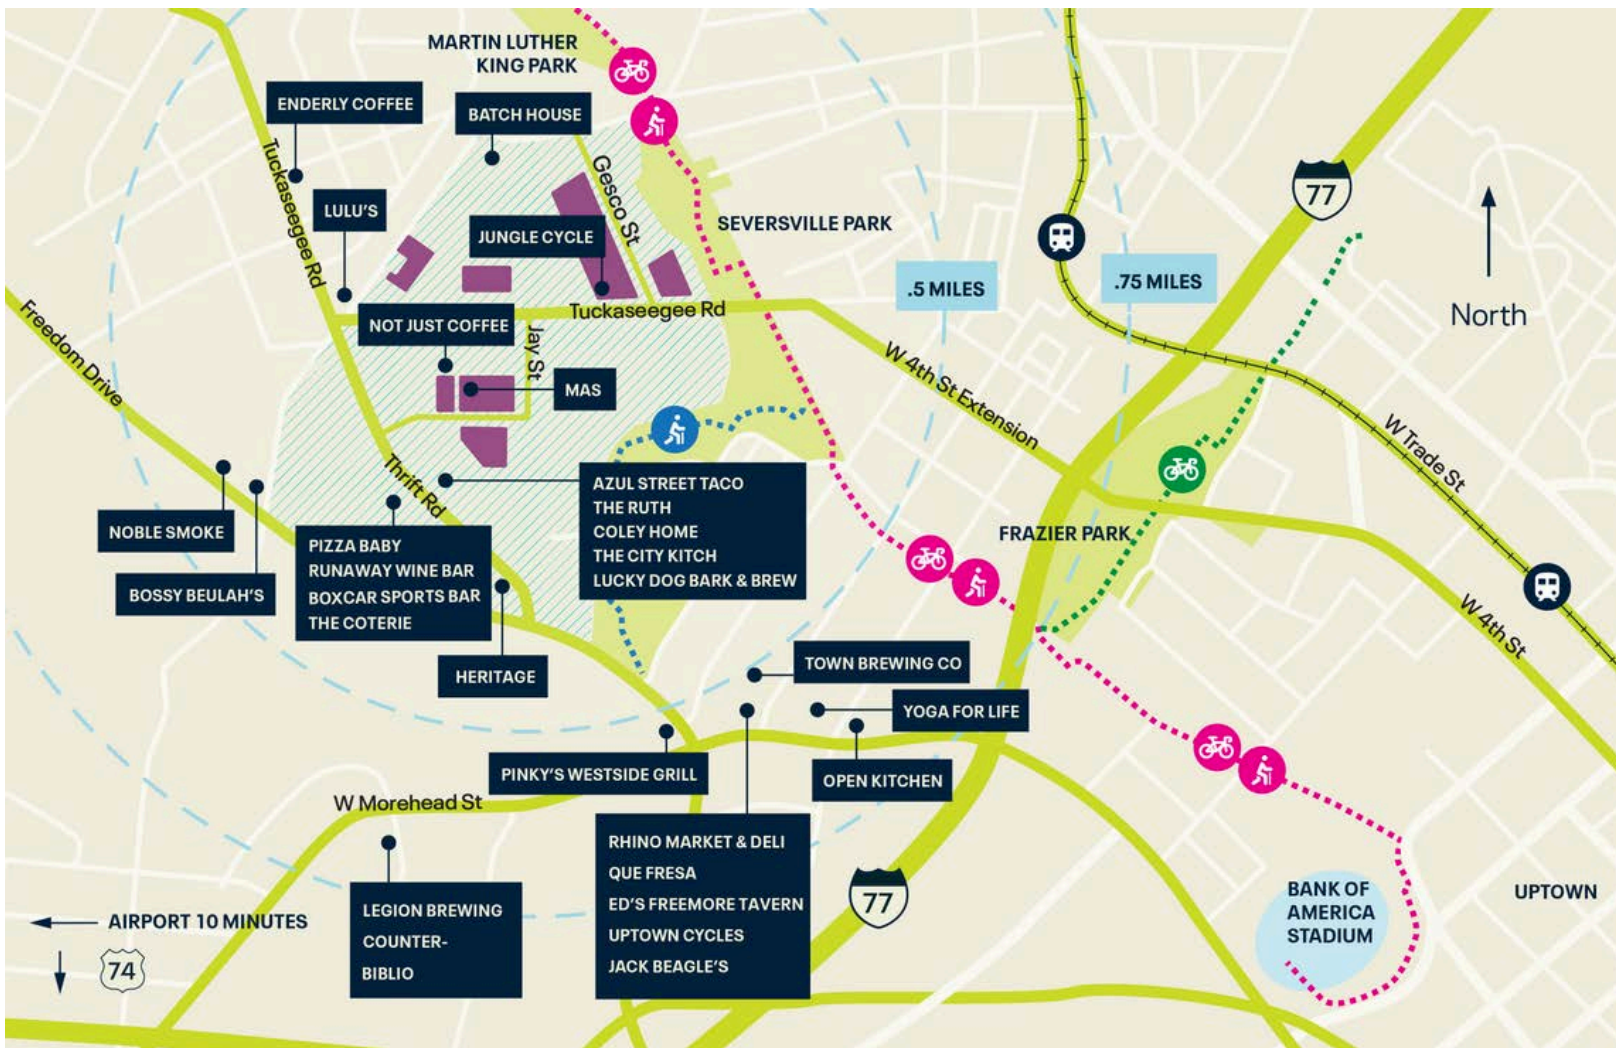 MARTIN LUTHER
KING PARK
ENDERLY COFFEE
BATCH HOUSE
Tuckaseegee Rd
Gesco St
77
LULU'S
JUNGLE CYCLE
SEVERSVILLE PARK
.5 MILES
.75 MILES
North
Freedom Drive
NOT JUST COFFEE
Tuckaseegee Rd
Jay St
MAS
W 4th St Extension
W Trade St
Thrift Rd
AZUL STREET TACO
THE RUTH
COLEY HOME
THE CITY KITCH
LUCKY DOG BARK & BREW
NOBLE SMOKE
BOSSY BEULAH'S
PIZZA BABY
RUNAWAY WINE BAR
BOXCAR SPORTS BAR
THE COTERIE
FRAZIER PARK
W 4th St
HERITAGE
TOWN BREWING CO
YOGA FOR LIFE
PINKY'S WESTSIDE GRILL
OPEN KITCHEN
W Morehead St
RHINO MARKET & DELI
QUE FRESA
ED'S FREEMORE TAVERN
UPTOWN CYCLES
JACK BEAGLE'S
77
LEGION BREWING
COUNTER-
BIBLIO
BANK OF
AMERICA
STADIUM
UPTOWN
AIRPORT 10 MINUTES
74